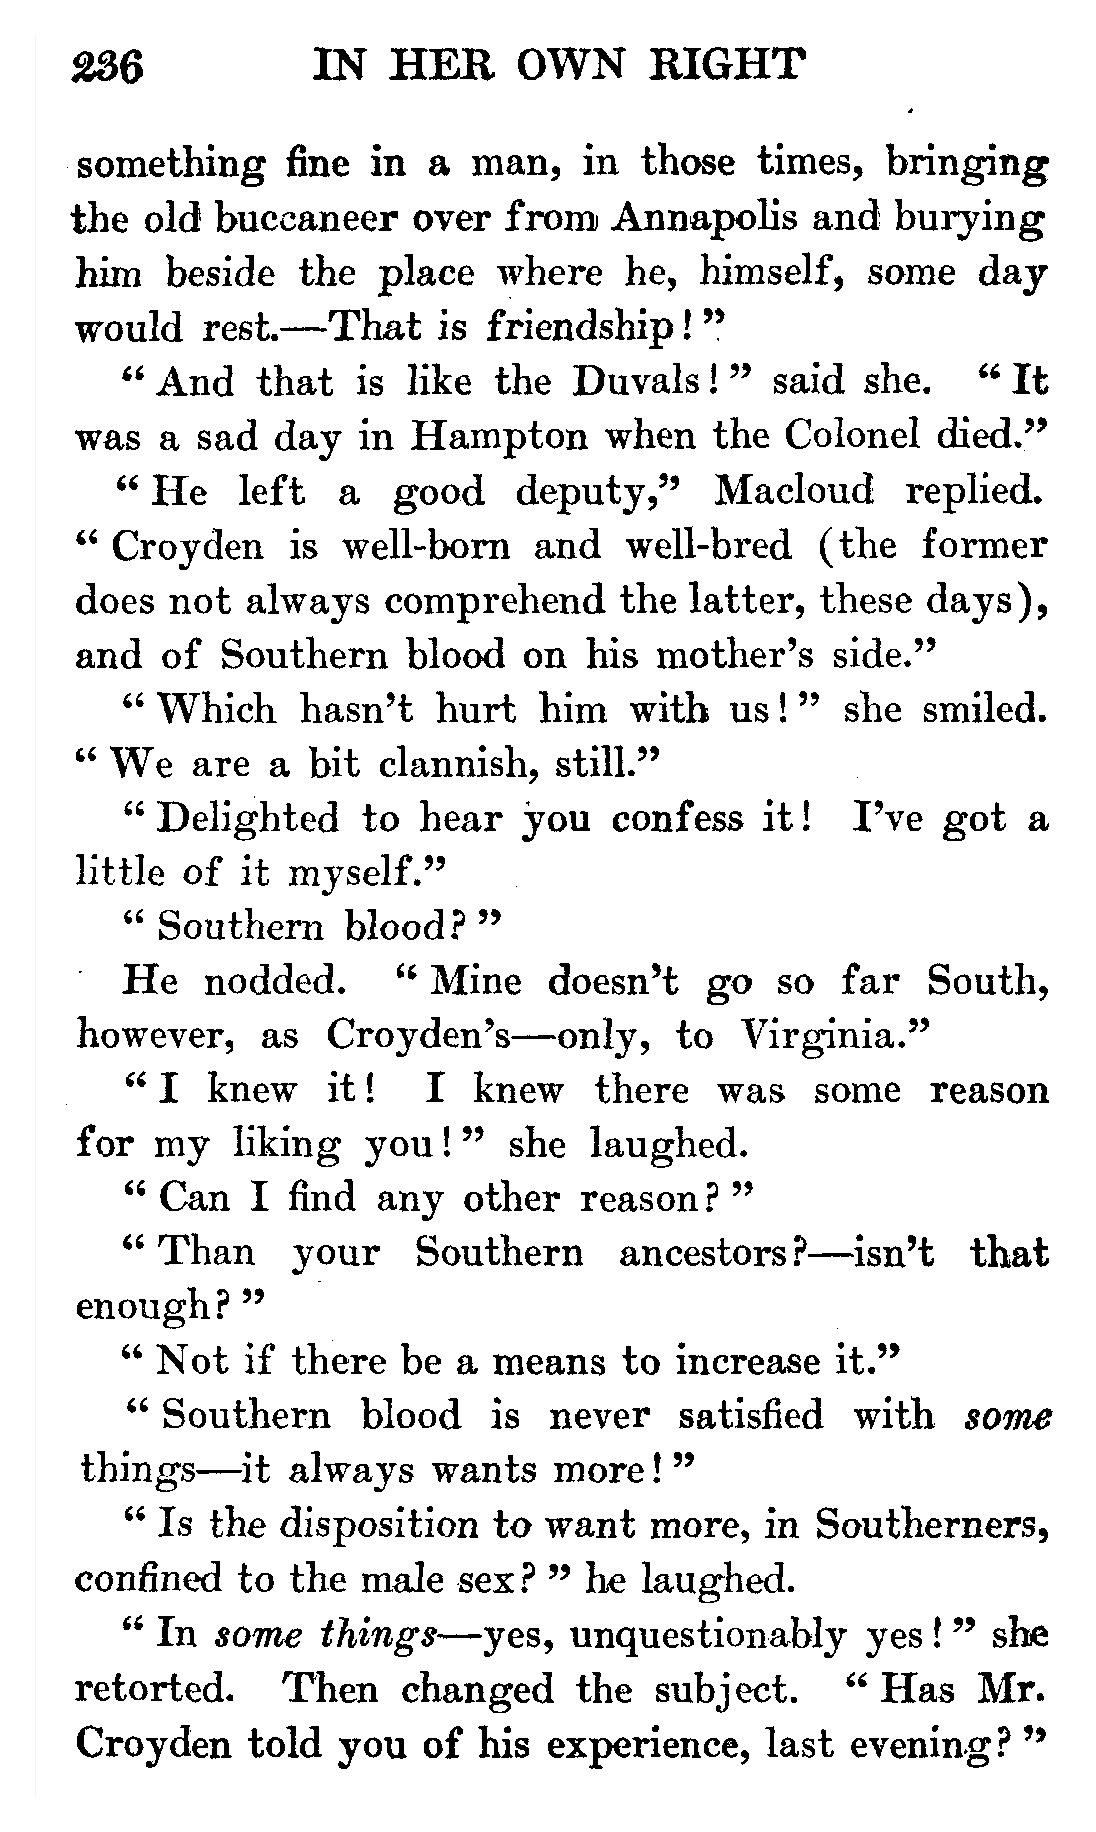 236 IN HER OWN RIGHT
something fine in a man, in those times, bringing
the old buccaneer over from Annapolis and burying
him beside the place where he, himself, some day
would rest.—That is friendship! ”
“ And that is like the Duvals! ” said she. “ It
was a sad day in Hampton when the Colonel died.”
“ He left a good deputy,” Macloud replied.
“ Croyden is well-born and well-bred (the former
does not always comprehend the latter, these days),
and of Southern blood on his mother’s side.”
“ Which hasn’t hurt him with us! ” she smiled.
“ We are a bit clannish, still.”
“ Delighted to hear you confess it! I’ve got a
little of it myself.”
“ Southern blood? ”
He nodded. “ Mine doesn’t go so far South,
however, as Croyden’s—only, to Virginia.”
“ I knew it! I knew there was some reason
for my liking you! ” she laughed.
“ Can I find any other reason? ”
“ Than your Southern ancestors?—isn’t that
enough? ”
“ Not if there be a means to increase it.”
“ Southern blood is never satisfied with some
things—it always wants more! ”
“ Is the disposition to want more, in Southerners,
confined to the male sex? ” he laughed.
“ In some things—yes, unquestionably yes! ” she
retorted. Then changed the subject. “ Has Mr.
Croyden told you of his experience, last evening? ”